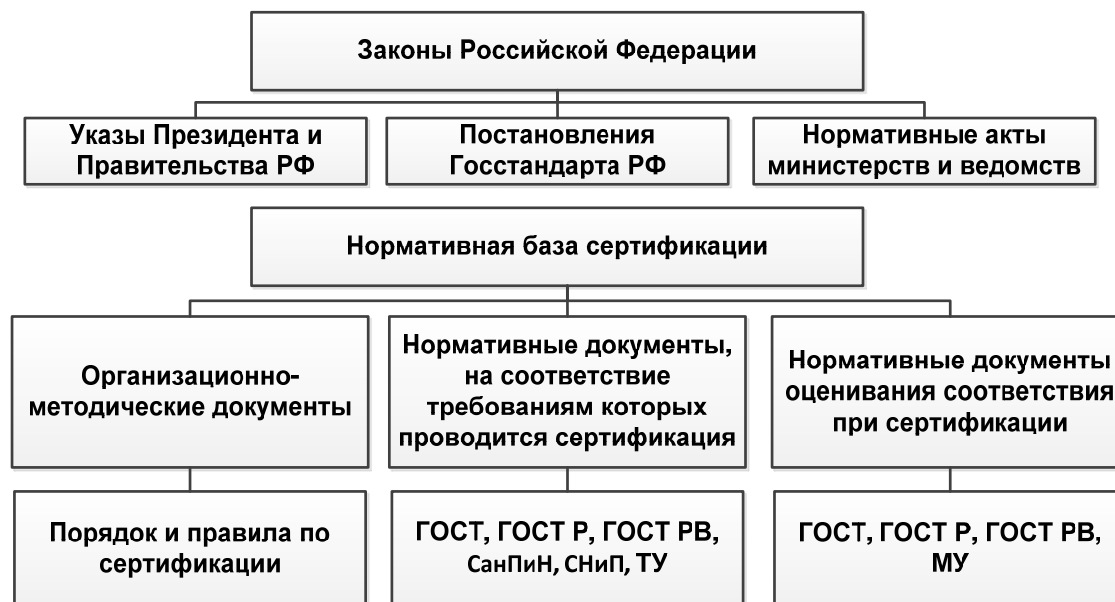 Законы Российской Федерации
Указы Президента и
Правительства РФ
Постановления
Госстандарта РФ
Нормативные акты
министерств и ведомств
Нормативная база сертификации
Организационно-
методические документы
Нормативные документы,
на соответствие
требованиям которых
проводится сертификация
Нормативные документы
оценивания соответствия
при сертификации
Порядок и правила по
сертификации
ГОСТ, ГОСТ Р, ГОСТ РВ,
СанПиН, СНиП, ТУ
ГОСТ, ГОСТ Р, ГОСТ РВ,
МУ